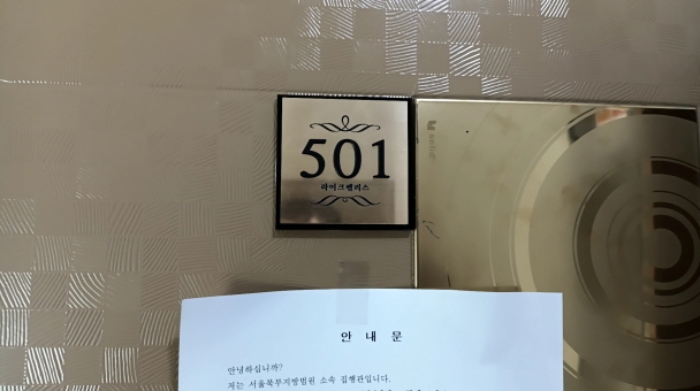 501
라이크팰리스
안 내 문
안녕하십니까?
저는 서울북부지방법원 소속 집행관입니다.